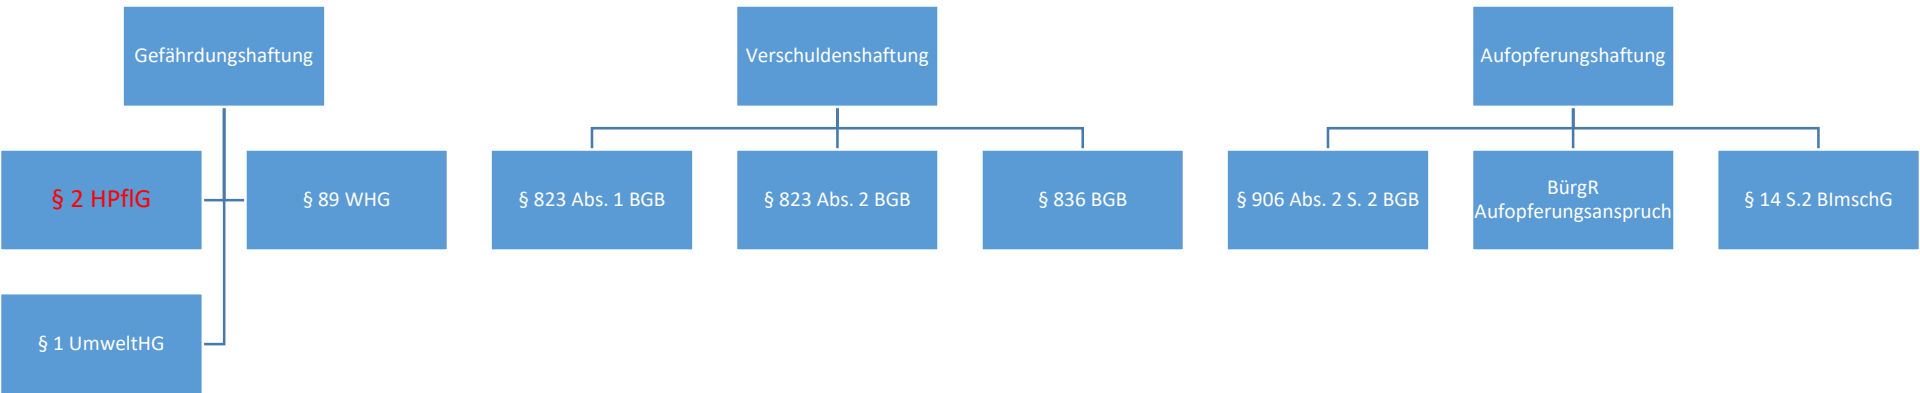 Gefährdungshaftung
Verschuldenshaftung
Aufopferungshaftung
§ 2 HPflG
§ 89 WHG
§ 823 Abs. 1 BGB
§ 823 Abs. 2 BGB
§ 836 BGB
§ 906 Abs. 2 S. 2 BGB
BürgR
Aufopferungsanspruch
§ 14 S.2 BImschG
§ 1 UmweltHG